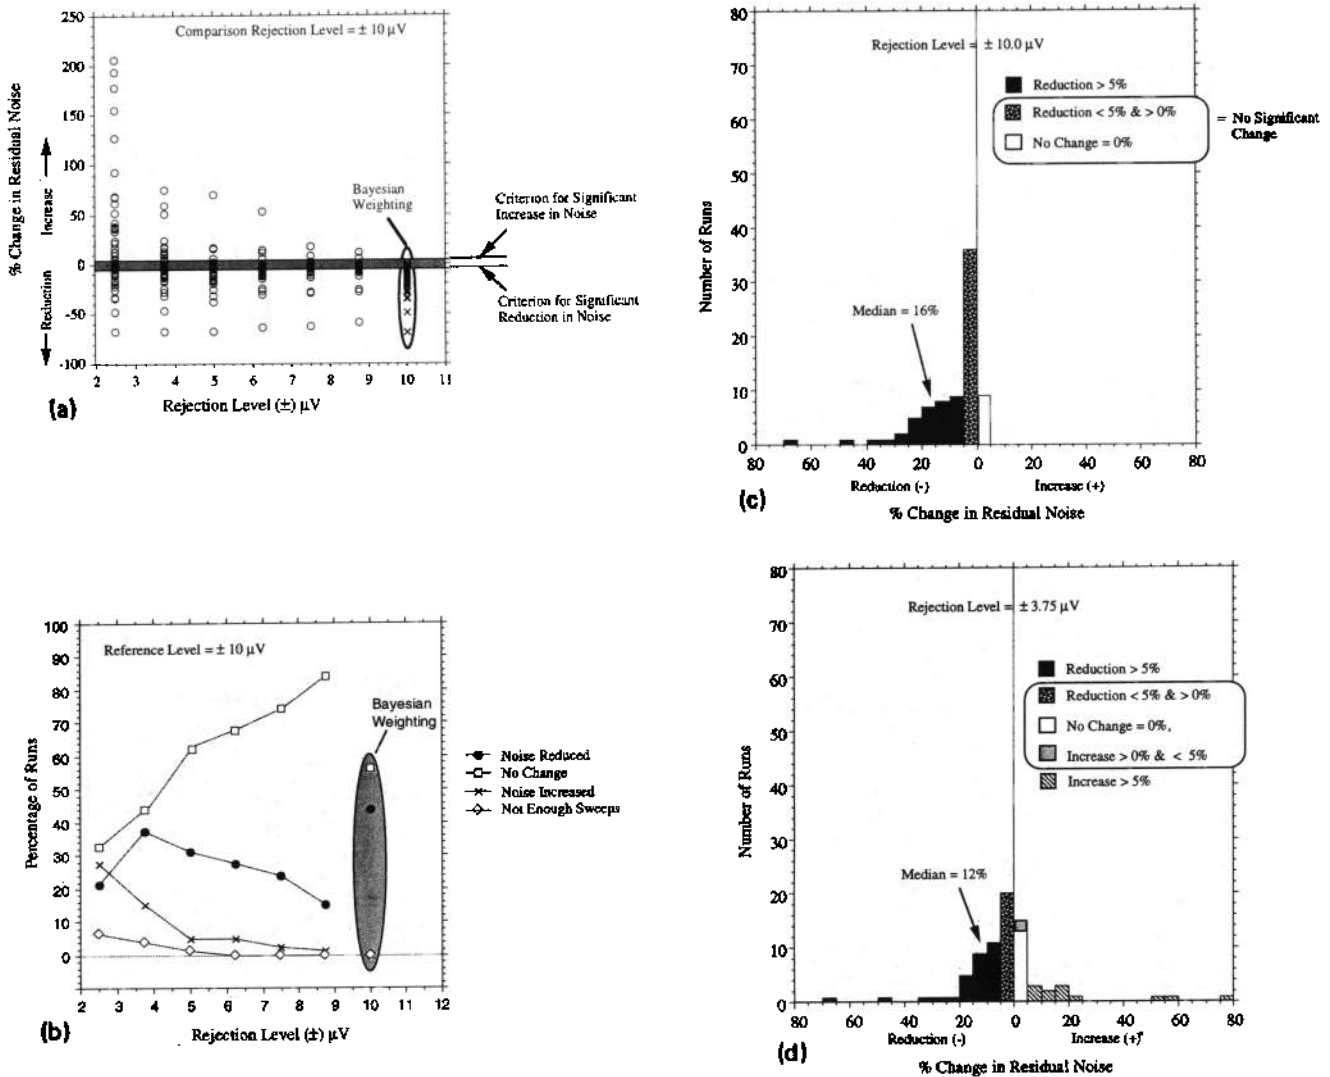 250
200
150
100
50
0
-50
-100
% Change in Residual Noise
Increase
Reduction
Comparison Rejection Level = ± 10 µV
Bayesian
Weighting
Criterion for Significant
Increase in Noise
Criterion for Significant
Reduction in Noise
2 3 4 5 6 7 8 9 10 11
Rejection Level (±) µV
(a)
80
70
60
50
40
30
20
10
0
Number of Runs
Rejection Level = ± 10.0 µV
Reduction > 5%
Reduction < 5% & > 0%
No Change = 0%
= No Significant
Change
Median = 16%
80 60 40 20 0 20 40 60 80
Reduction (-) Increase (+)
% Change in Residual Noise
(c)
100
90
80
70
60
50
40
30
20
10
0
Percentage of Runs
Reference Level = ± 10 µV
Bayesian
Weighting
Noise Reduced
No Change
Noise Increased
Not Enough Sweeps
2 3 4 5 6 7 8 9 10 11 12
Rejection Level (±) µV
(b)
80
70
60
50
40
30
20
10
0
Number of Runs
Rejection Level = ± 3.75 µV
Reduction > 5%
Reduction < 5% & > 0%
No Change = 0%,
Increase > 0% & < 5%
Increase > 5%
Median = 12%
80 60 40 20 0 20 40 60 80
Reduction (-) Increase (+)
% Change in Residual Noise
(d)